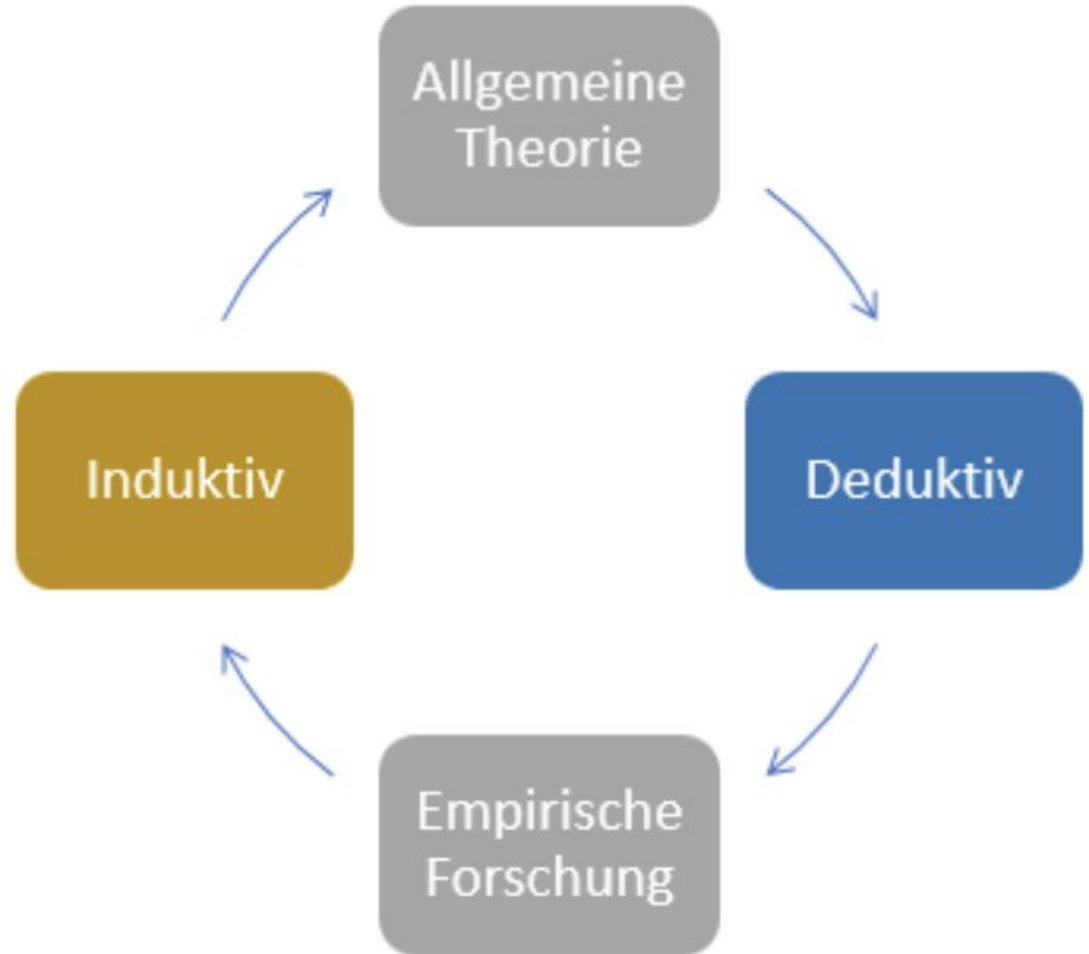 Allgemeine
Theorie
Induktiv
Deduktiv
Empirische
Forschung